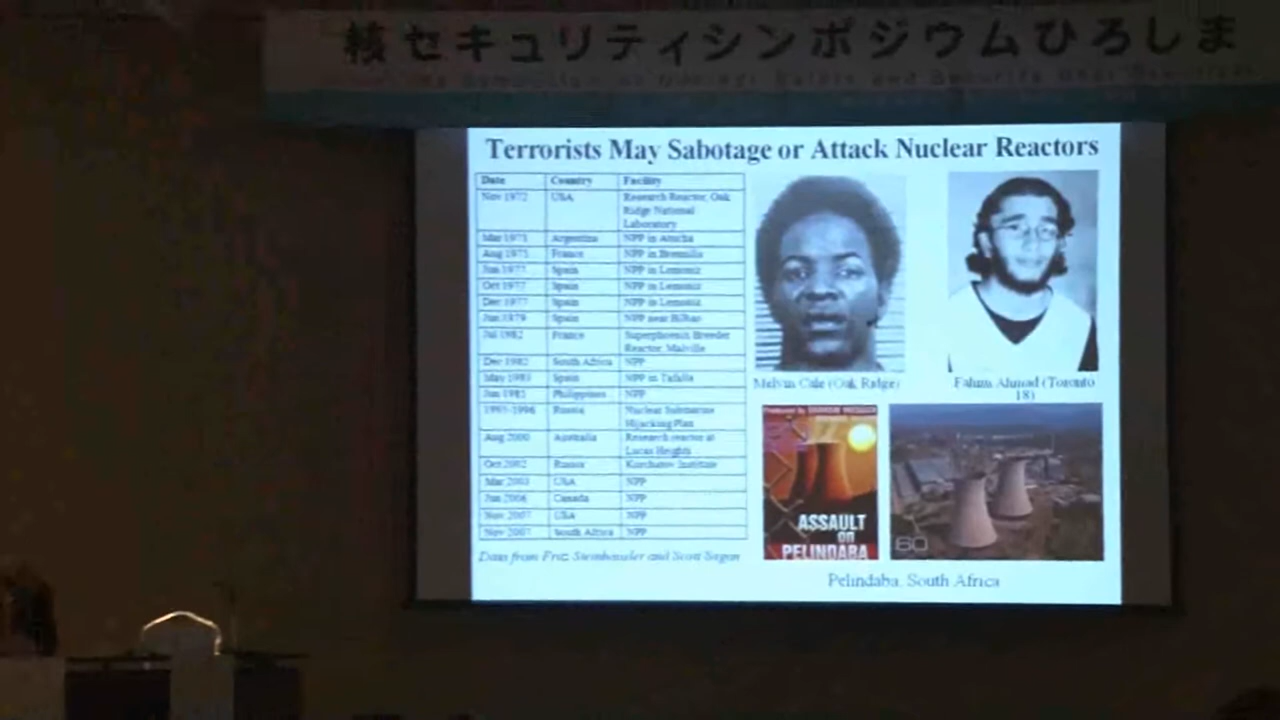 核セキュリティシンポジウムひろしま
Terrorists May Sabotage or Attack Nuclear Reactors
Date Country Facility
Nov 1972 USA Research Reactor, Oak
Ridge National
Laboratory
Mar 1973 Argentina NPP in Atucha
Aug 1975 France NPP in
Jun 1977 Spain NPP in Lemoniz
Oct 1977 Spain NPP in Lemoniz
Dec 1977 Spain NPP in Lemoniz
Jun 1979 Spain NPP near Bilbao
Jul 1982 France Superphoenix Breeder
Reactor, Malville
Dec 1982 South Africa NPP
May 1983 Spain NPP in Tafalla
Jun 1985 Philippines NPP
1995-1996 Russia Nuclear Submarine
Hijacking Plan
Aug 2000 Australia Research reactor at
Lucas Heights
Oct 2002 Russia Kurchatov Institute
Mar 2003 USA NPP
Jun 2006 Canada NPP
Nov 2007 USA NPP
Nov 2007 South Africa NPP
Data from Fritz Steinhausler and Scott Sagan
Melvin Cale (Oak Ridge)
Fahim Ahmad (Toronto
18)
ASSAULT
on
PELINDABA
60
Pelindaba, South Africa